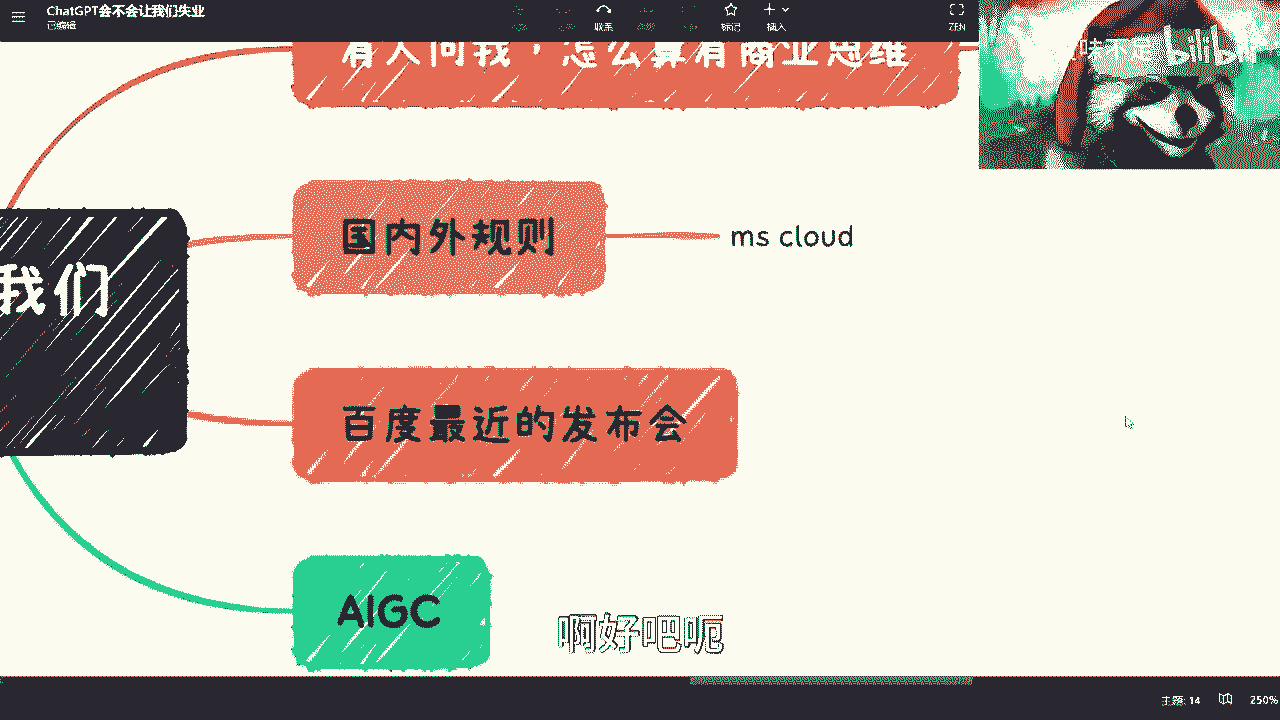 ChatGPT会不会让我们失业
已编辑
联系
标记
插入
ZEN
有人问我，怎么算有商业思维
bilibili
国内外规则
ms cloud
我们
百度最近的发布会
AIGC
啊好吧呃
主题: 14
250%